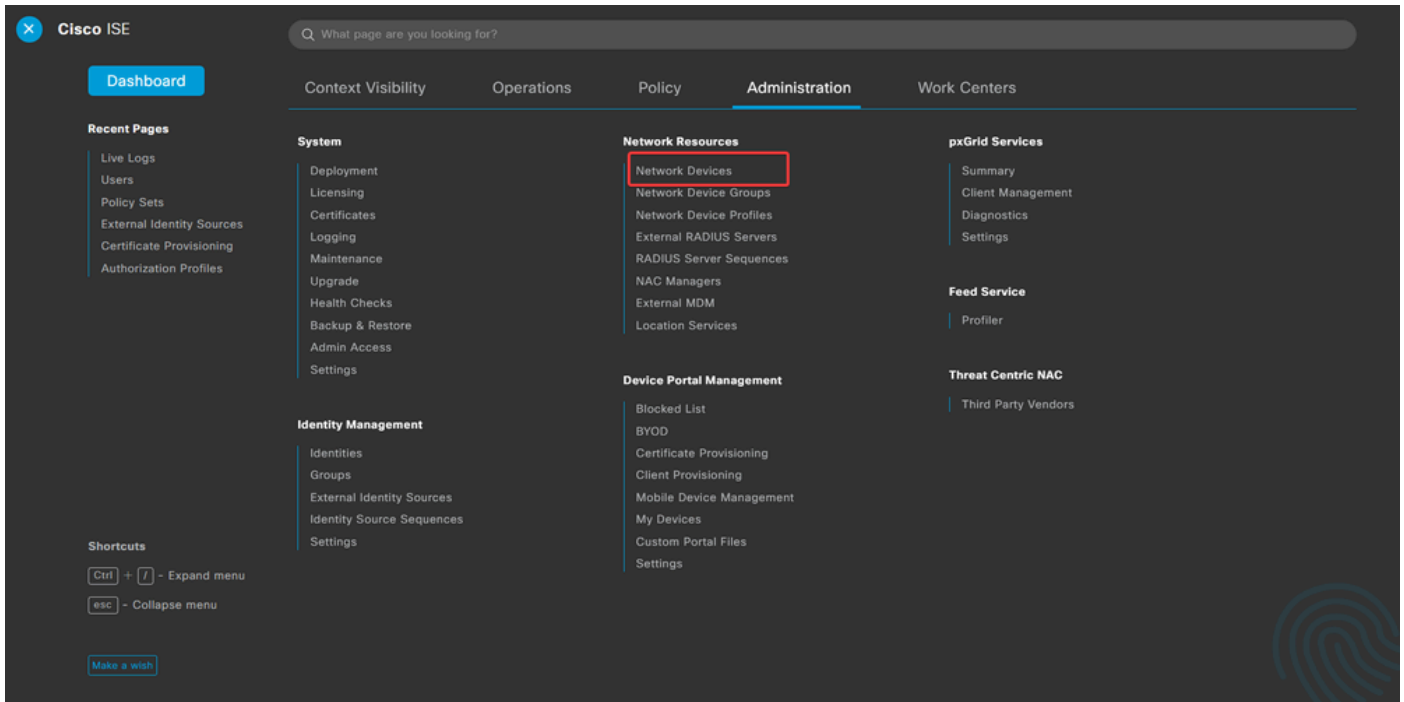 Cisco ISE
What page are you looking for?
Dashboard
Context Visibility
Operations
Policy
Administration
Work Centers
Recent Pages
Live Logs
Users
Policy Sets
External Identity Sources
Certificate Provisioning
Authorization Profiles
System
Deployment
Licensing
Certificates
Logging
Maintenance
Upgrade
Health Checks
Backup & Restore
Admin Access
Settings
Identity Management
Identities
Groups
External Identity Sources
Identity Source Sequences
Settings
Network Resources
Network Devices
Network Device Groups
Network Device Profiles
External RADIUS Servers
RADIUS Server Sequences
NAC Managers
External MDM
Location Services
Device Portal Management
Blocked List
BYOD
Certificate Provisioning
Client Provisioning
Mobile Device Management
My Devices
Custom Portal Files
Settings
pxGrid Services
Summary
Client Management
Diagnostics
Settings
Feed Service
Profiler
Threat Centric NAC
Third Party Vendors
Shortcuts
Ctrl + / - Expand menu
esc - Collapse menu
Make a wish